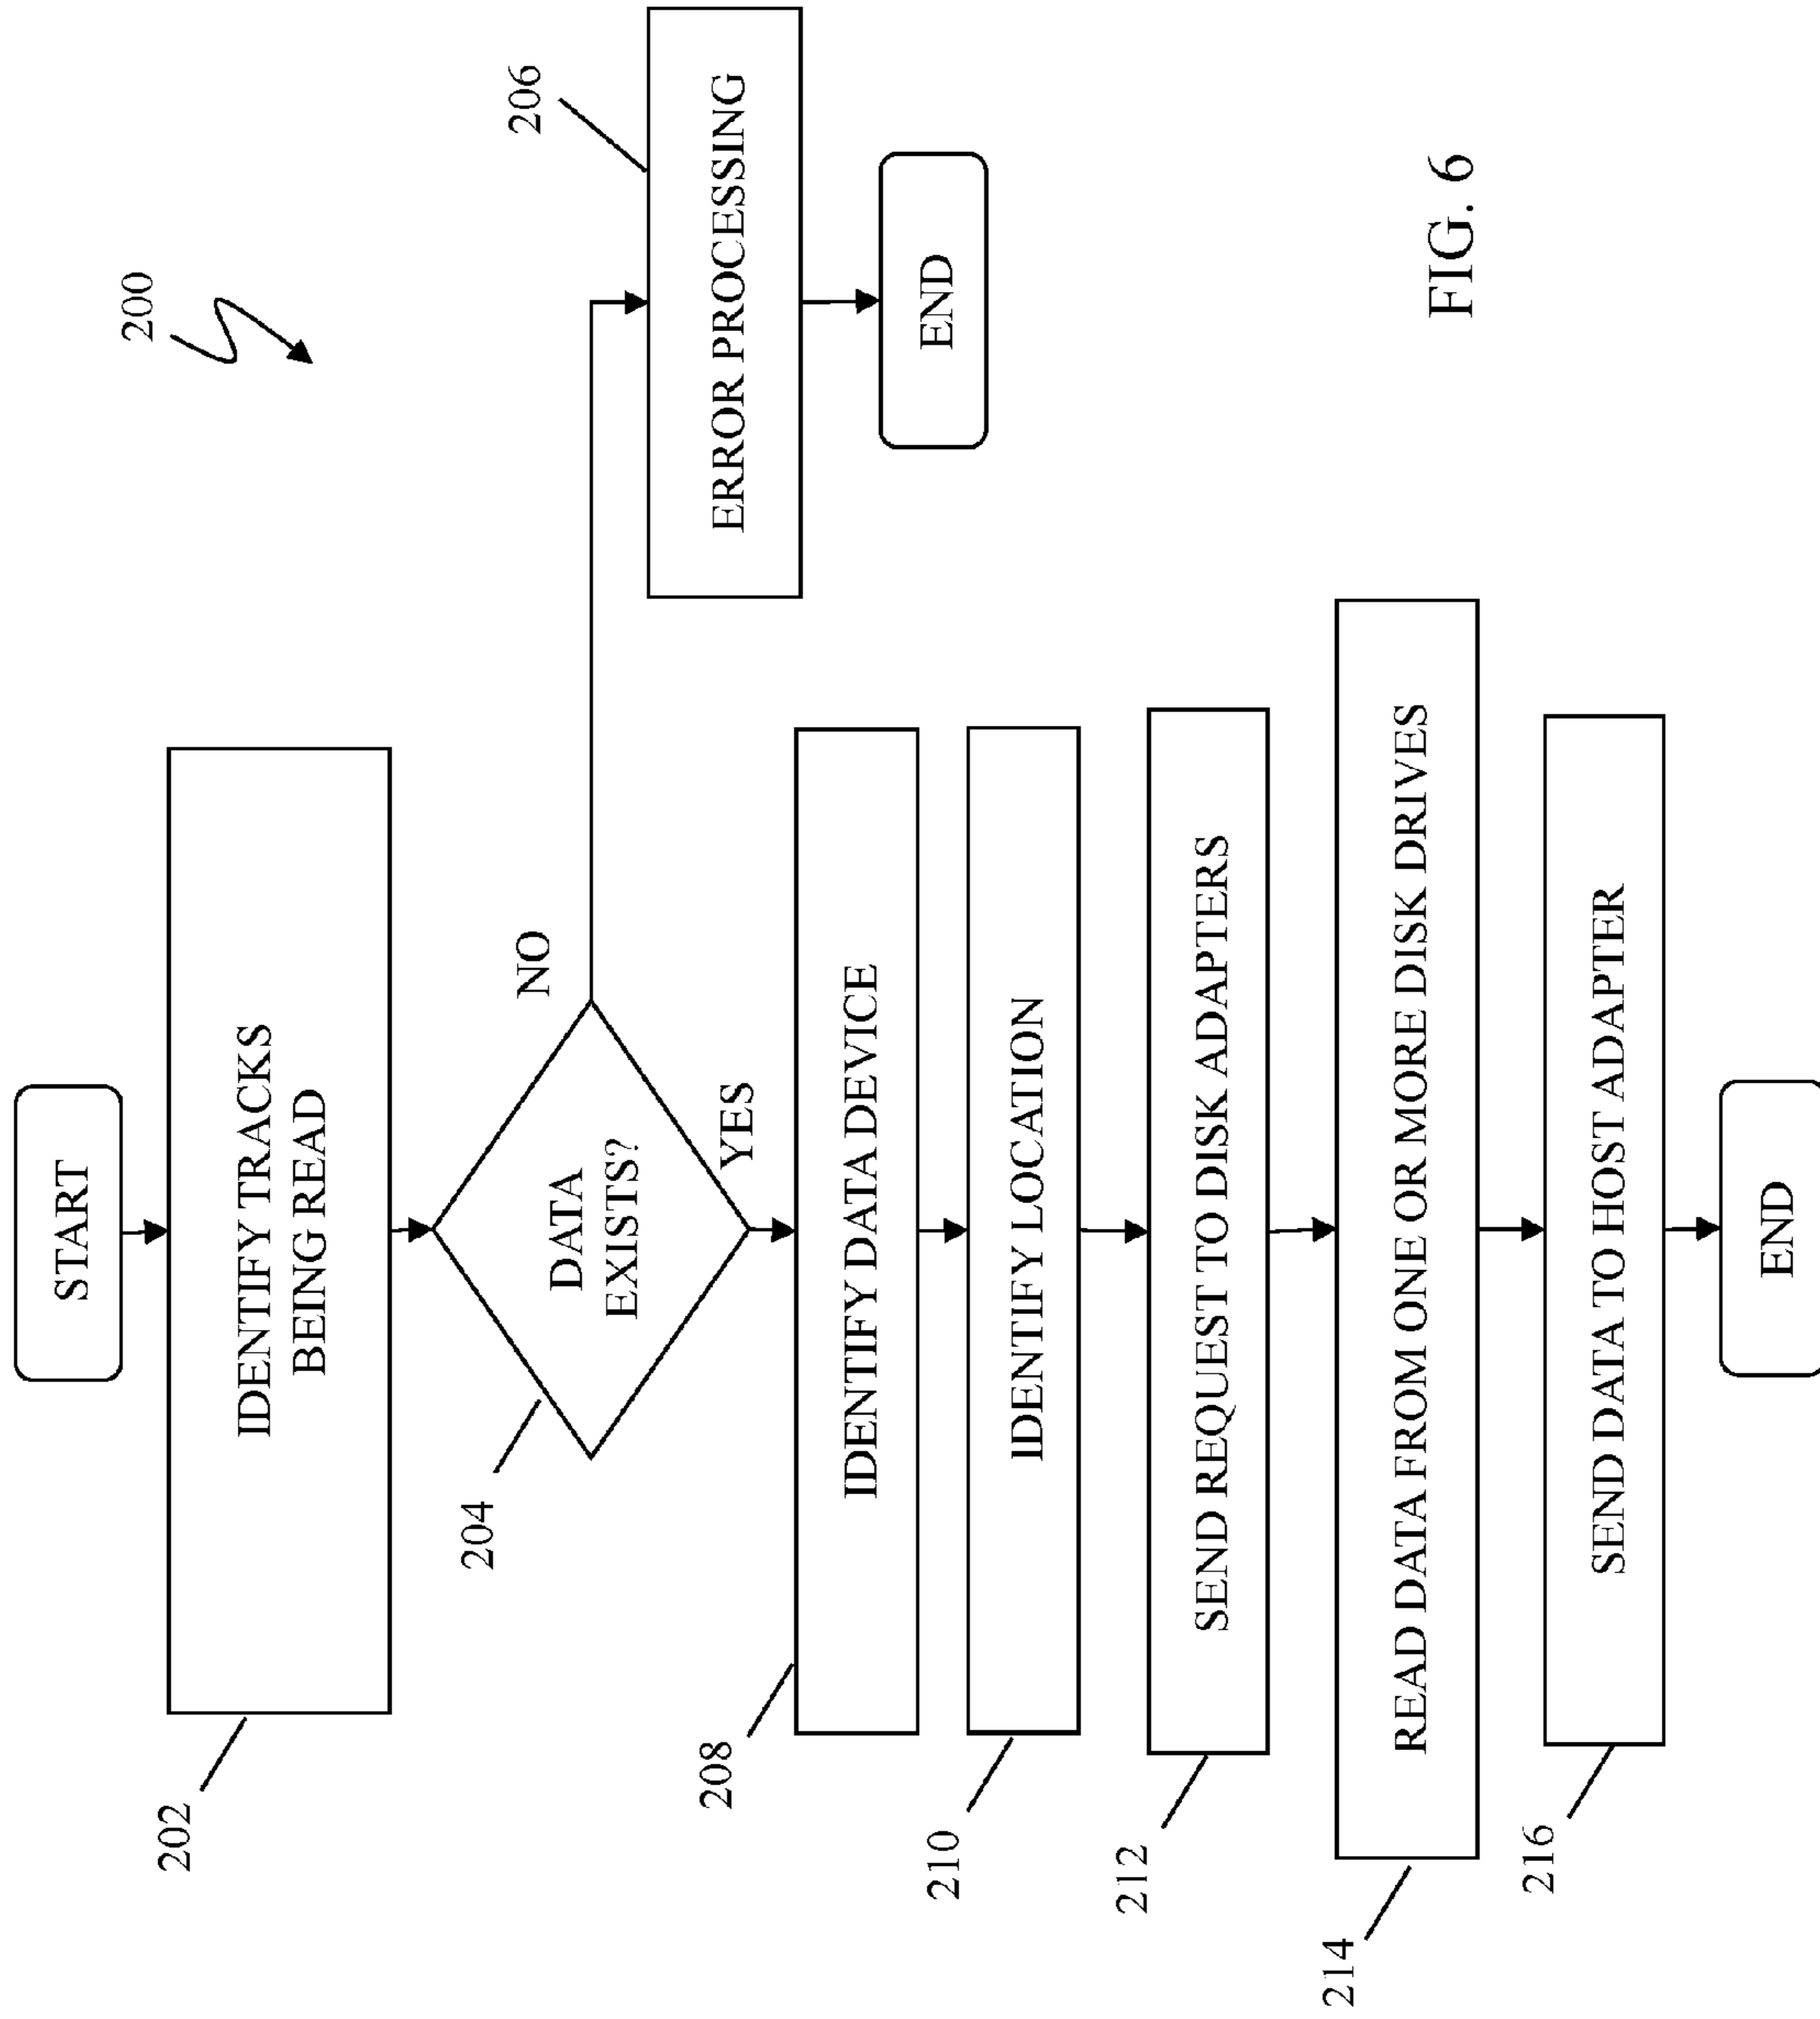 200
START
202
IDENTIFY TRACKS
BEING READ
204
DATA
EXISTS?
NO
YES
206
ERROR PROCESSING
END
208
IDENTIFY DATA DEVICE
210
IDENTIFY LOCATION
212
SEND REQUEST TO DISK ADAPTERS
214
READ DATA FROM ONE OR MORE DISK DRIVES
216
SEND DATA TO HOST ADAPTER
END
FIG. 6